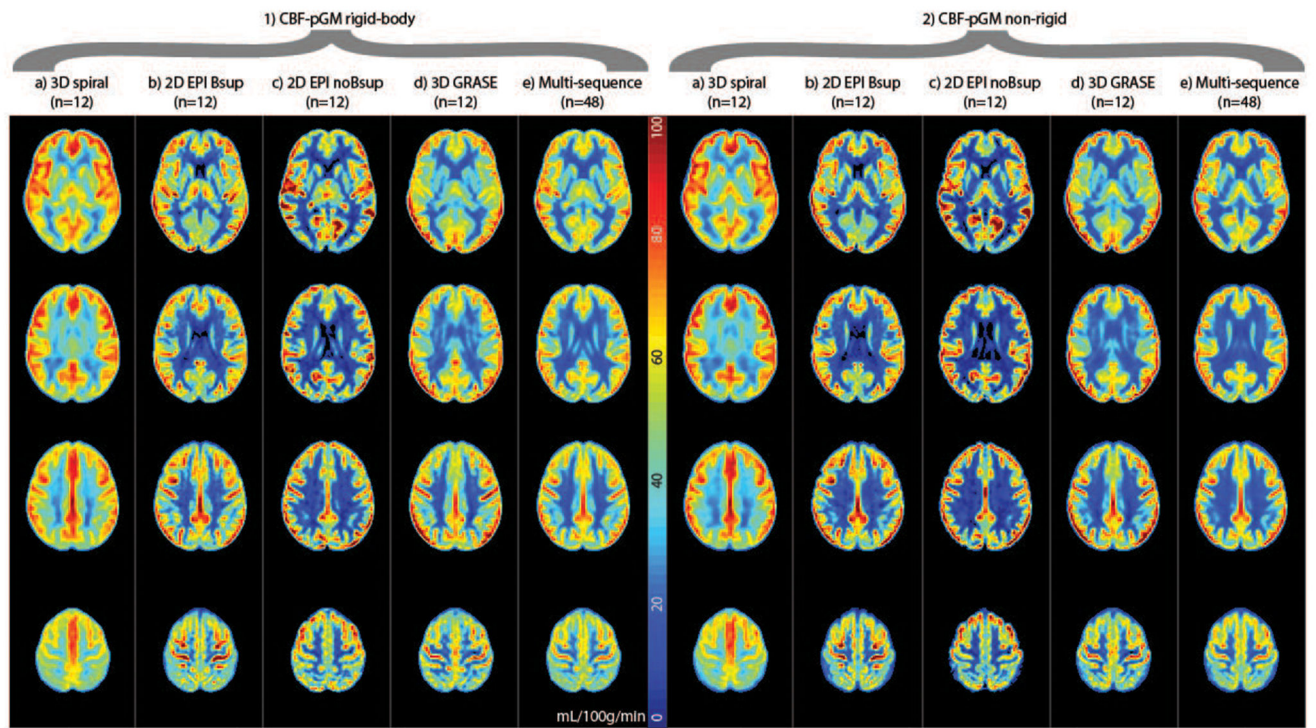 1) CBF-pGM rigid-body
2) CBF-pGM non-rigid
a) 3D spiral
(n=12)
b) 2D EPI Bsup
(n=12)
c) 2D EPI noBsup
(n=12)
d) 3D GRASE
(n=12)
e) Multi-sequence
(n=48)
a) 3D spiral
(n=12)
b) 2D EPI Bsup
(n=12)
c) 2D EPI noBsup
(n=12)
d) 3D GRASE
(n=12)
e) Multi-sequence
(n=48)
100
80
60
40
20
0
mL/100g/min